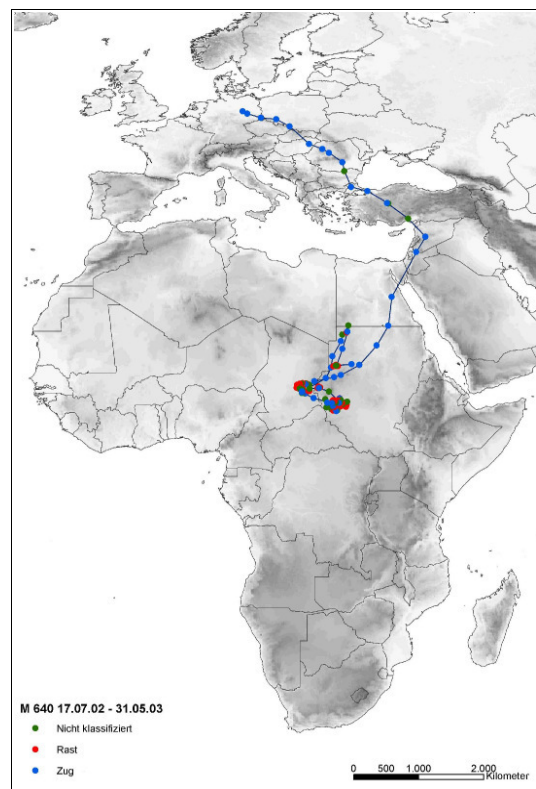 M 640 17.07.02 - 31.05.03
Nicht klassifiziert
Rast
Zug
0 500 1.000 2.000
Kilometer